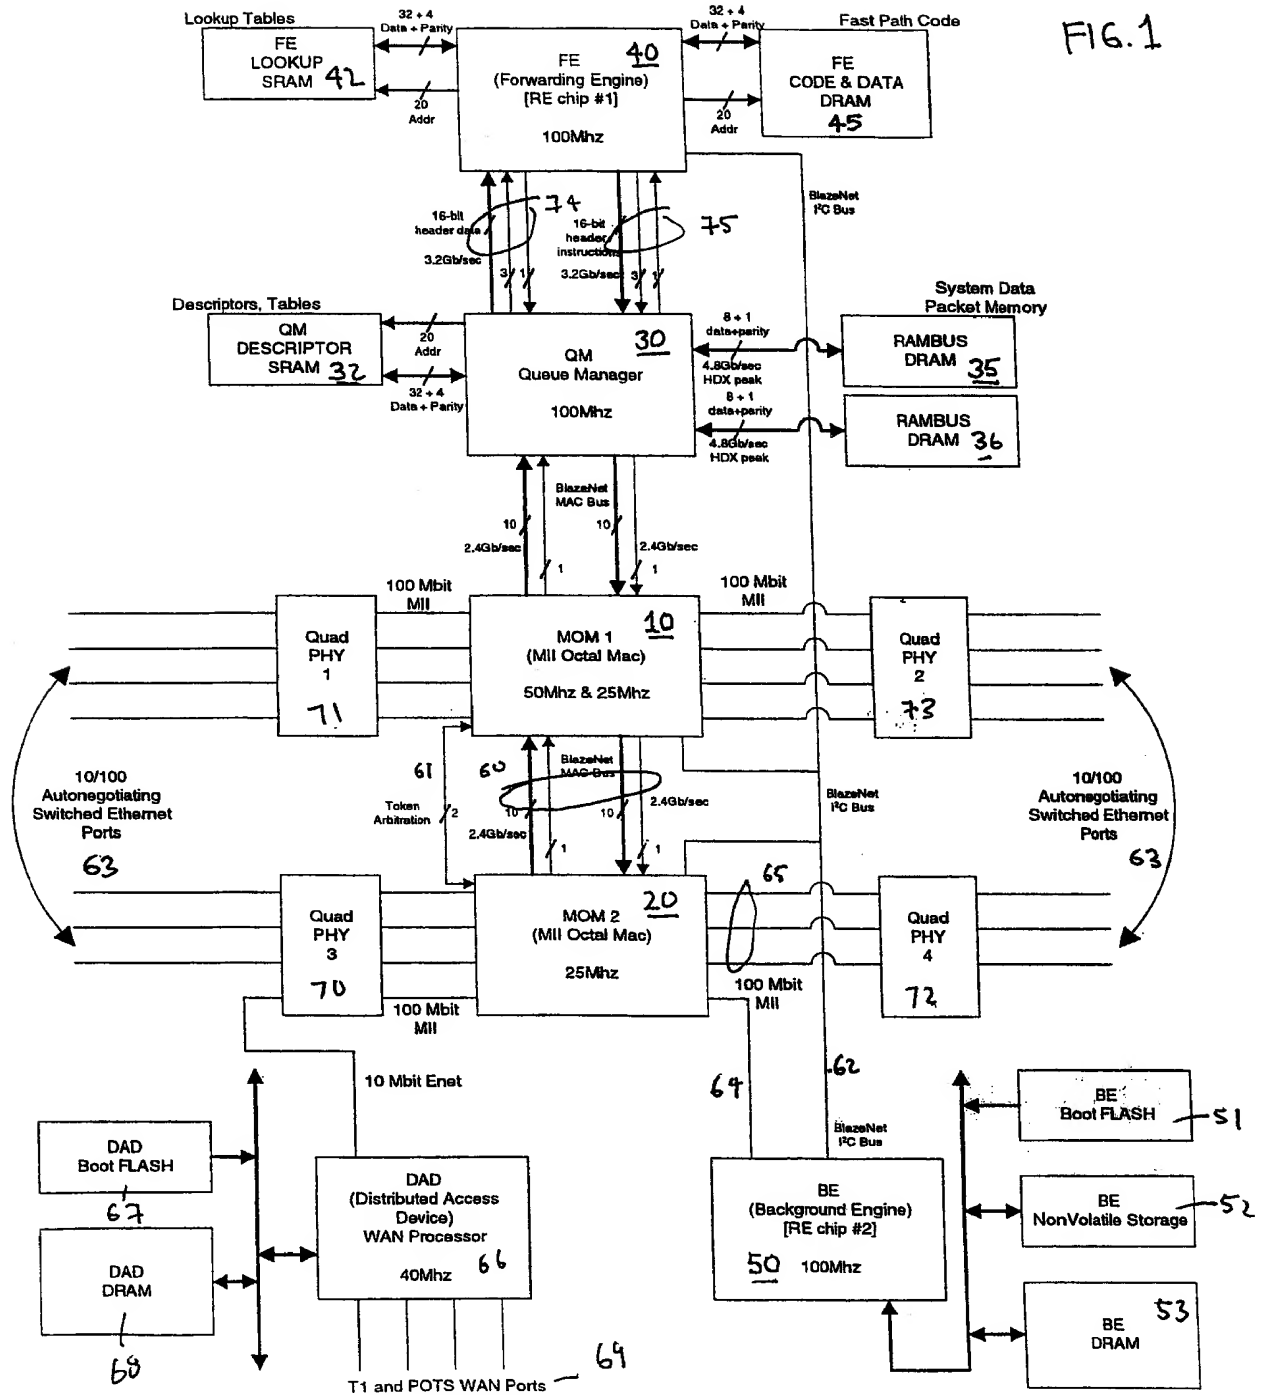 FIG.1
Lookup Tables
FE
LOOKUP
SRAM 42
32 + 4
Data + Parity
20
Addr
FE 40
(Forwarding Engine)
[RE chip #1]
100Mhz
32 + 4
Data + Parity
20
Addr
Fast Path Code
FE
CODE & DATA
DRAM
45
BlazeNet
I²C Bus
16-bit
header data
3.2Gb/sec
3
1
74
16-bit
header
instructions
3.2Gb/sec
3
1
75
Descriptors, Tables
QM
DESCRIPTOR
SRAM 32
20
Addr
32 + 4
Data + Parity
30
QM
Queue Manager
100Mhz
8 + 1
data+parity
4.8Gb/sec
HDX peak
8 + 1
data+parity
4.8Gb/sec
HDX peak
System Data
Packet Memory
RAMBUS
DRAM 35
RAMBUS
DRAM 36
BlazeNet
MAC Bus
10
2.4Gb/sec
1
10
2.4Gb/sec
1
100 Mbit
MII
100 Mbit
MII
Quad
PHY
1
71
10
MOM 1
(MII Octal Mac)
50Mhz & 25Mhz
Quad
PHY
2
73
10/100
Autonegotiating
Switched Ethernet
Ports
63
61
Token
Arbitration
2
60
BlazeNet
MAC Bus
10
2.4Gb/sec
1
10
2.4Gb/sec
1
BlazeNet
I²C Bus
10/100
Autonegotiating
Switched Ethernet
Ports
63
Quad
PHY
3
70
20
MOM 2
(MII Octal Mac)
25Mhz
65
Quad
PHY
4
72
100 Mbit
MII
100 Mbit
MII
10 Mbit Enet
64
62
BlazeNet
I²C Bus
DAD
Boot FLASH
67
DAD
DRAM
68
DAD
(Distributed Access
Device)
WAN Processor
40Mhz 66
T1 and POTS WAN Ports
69
BE
(Background Engine)
[RE chip #2]
50 100Mhz
BE
Boot FLASH
51
BE
NonVolatile Storage
52
BE
DRAM
53